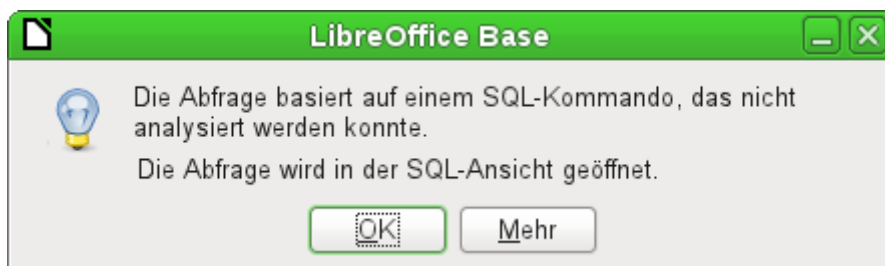 LibreOffice Base
Die Abfrage basiert auf einem SQL-Kommando, das nicht
analysiert werden konnte.
Die Abfrage wird in der SQL-Ansicht geöffnet.
OK
Mehr